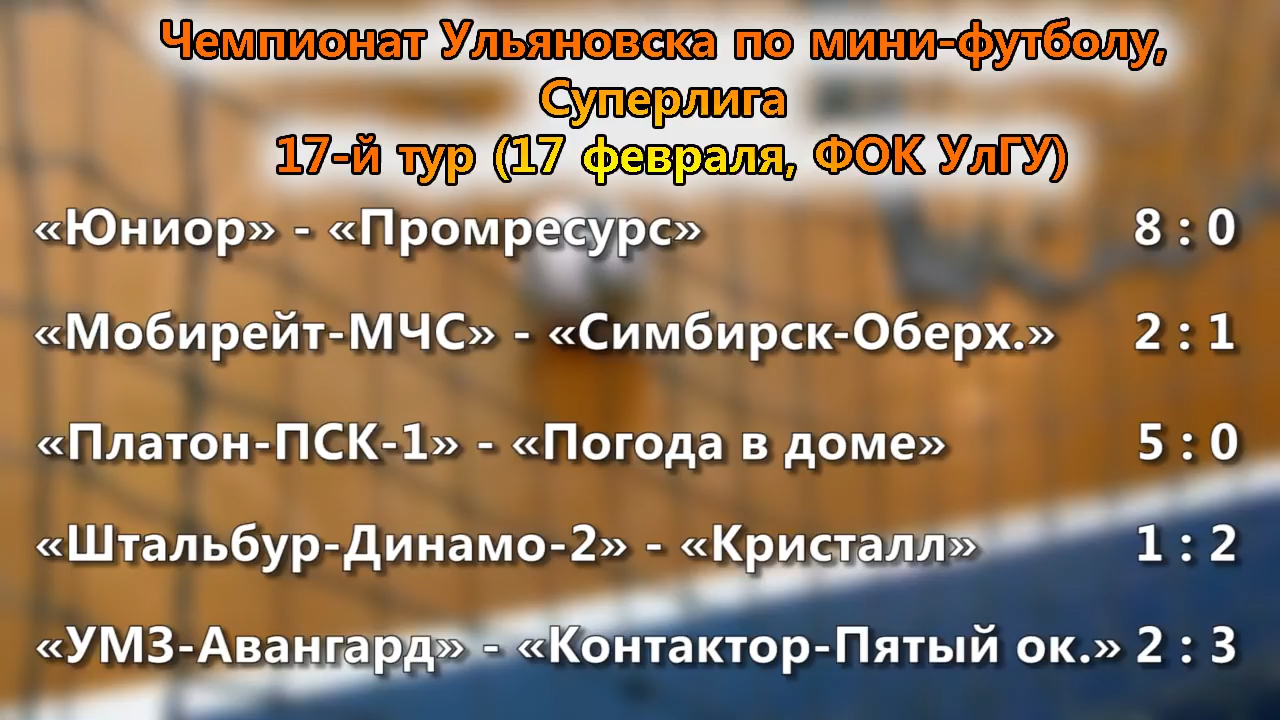 Чемпионат Ульяновска по мини-футболу,
Суперлига
17-й тур (17 февраля, ФОК УлГУ)
«Юниор» - «Промресурс» 8 : 0
«Мобирейт-МЧС» - «Симбирск-Оберх.» 2 : 1
«Платон-ПСК-1» - «Погода в доме» 5 : 0
«Штальбур-Динамо-2» - «Кристалл» 1 : 2
«УМЗ-Авангард» - «Контактор-Пятый ок.» 2 : 3